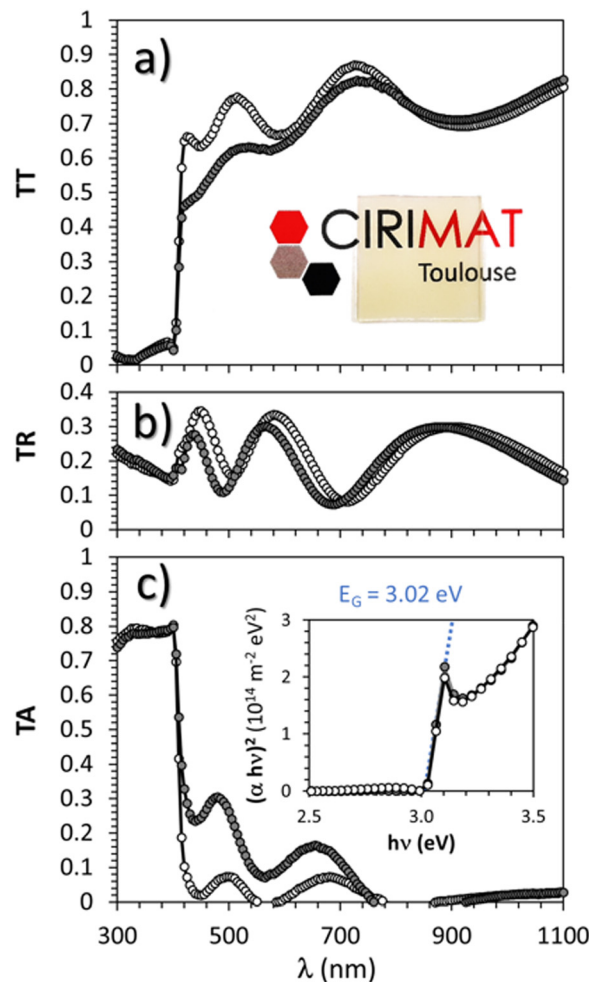 1
0.9
0.8
0.7
0.6
0.5
0.4
0.3
0.2
0.1
0
TT
a)
CIRIMAT
Toulouse
0.4
0.3
0.2
0.1
0
TR
b)
1
0.9
0.8
0.7
0.6
0.5
0.4
0.3
0.2
0.1
0
TA
c)
E_G = 3.02 eV
3
2
1
0
(α hν)² (10¹⁴ m⁻² eV²)
2.5 3.0 3.5
hν (eV)
300 500 700 900 1100
λ (nm)